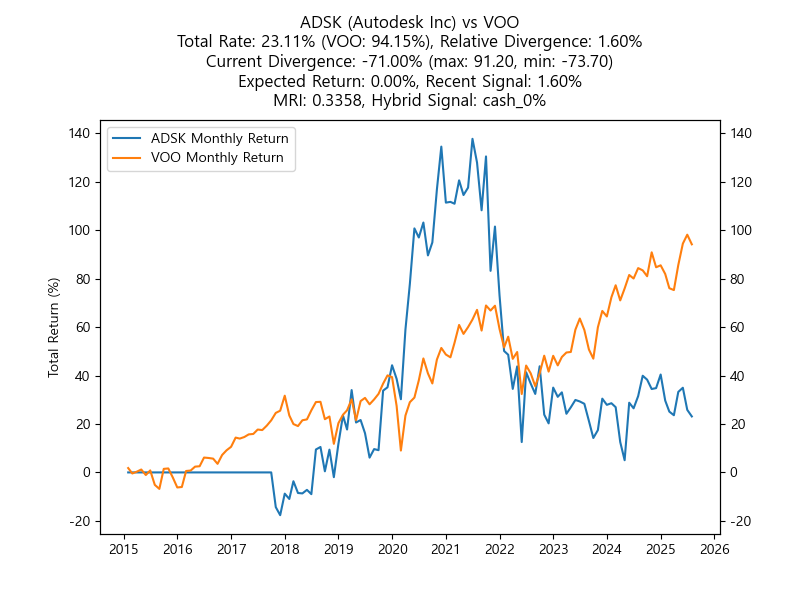 ADSK (Autodesk Inc) vs VOO
Total Rate: 23.11% (VOO: 94.15%), Relative Divergence: 1.60%
Current Divergence: -71.00% (max: 91.20, min: -73.70)
Expected Return: 0.00%, Recent Signal: 1.60%
MRI: 0.3358, Hybrid Signal: cash_0%
ADSK Monthly Return
VOO Monthly Return
Total Return (%)
140
120
100
80
60
40
20
0
-20
140
120
100
80
60
40
20
0
-20
2015 2016 2017 2018 2019 2020 2021 2022 2023 2024 2025 2026